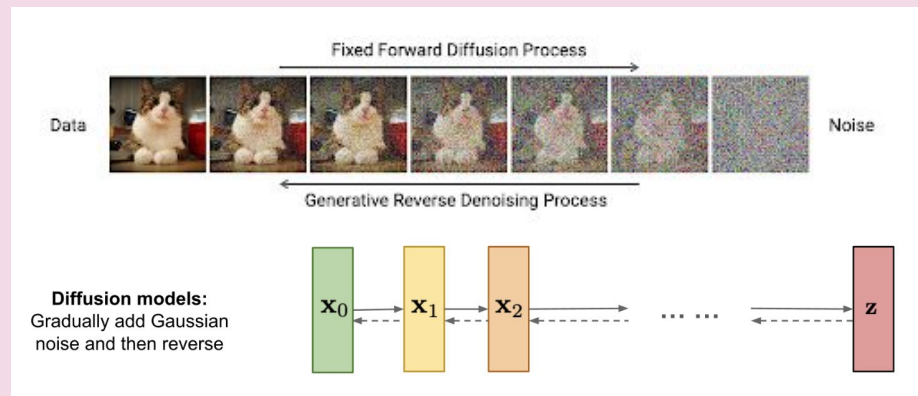 Fixed Forward Diffusion Process
Data
Noise
Generative Reverse Denoising Process
Diffusion models:
Gradually add Gaussian
noise and then reverse
x₀
x₁
x₂
... ...
z